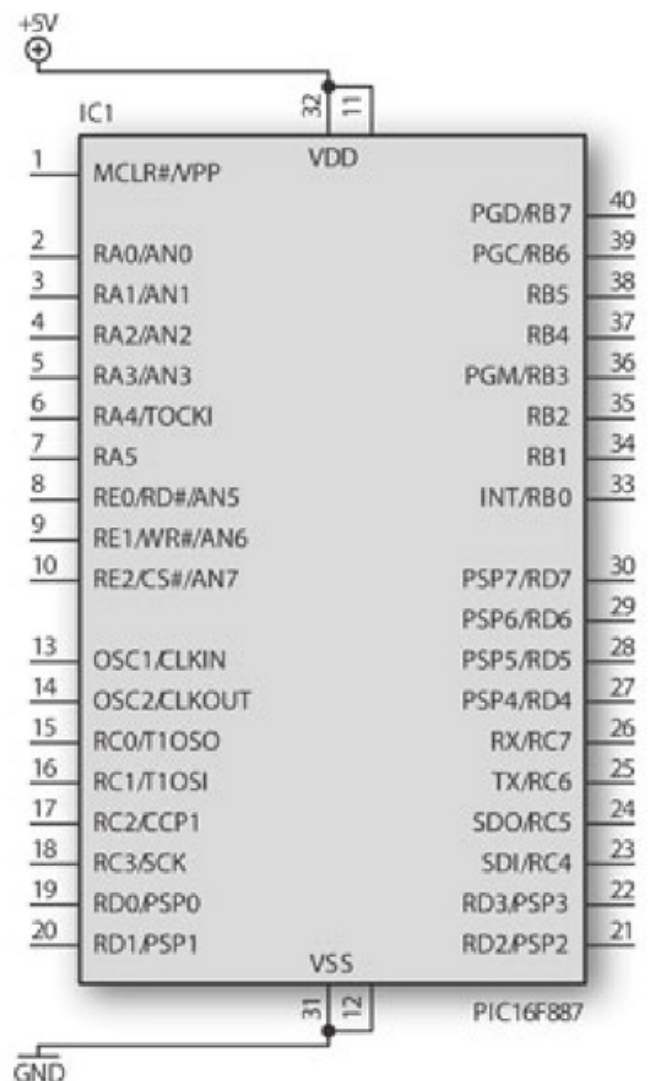 +5V
IC1
32
11
VDD
1
MCLR#/VPP
PGD/RB7
40
2
RA0/AN0
PGC/RB6
39
3
RA1/AN1
RB5
38
4
RA2/AN2
RB4
37
5
RA3/AN3
PGM/RB3
36
6
RA4/TOCKI
RB2
35
7
RA5
RB1
34
8
RE0/RD#/AN5
INT/RB0
33
9
RE1/WR#/AN6
10
RE2/CS#/AN7
PSP7/RD7
30
PSP6/RD6
29
13
OSC1/CLKIN
PSP5/RD5
28
14
OSC2/CLKOUT
PSP4/RD4
27
15
RC0/T1OSO
RX/RC7
26
16
RC1/T1OSI
TX/RC6
25
17
RC2/CCP1
SDO/RC5
24
18
RC3/SCK
SDI/RC4
23
19
RD0/PSP0
RD3/PSP3
22
20
RD1/PSP1
RD2/PSP2
21
VSS
31
12
PIC16F887
GND